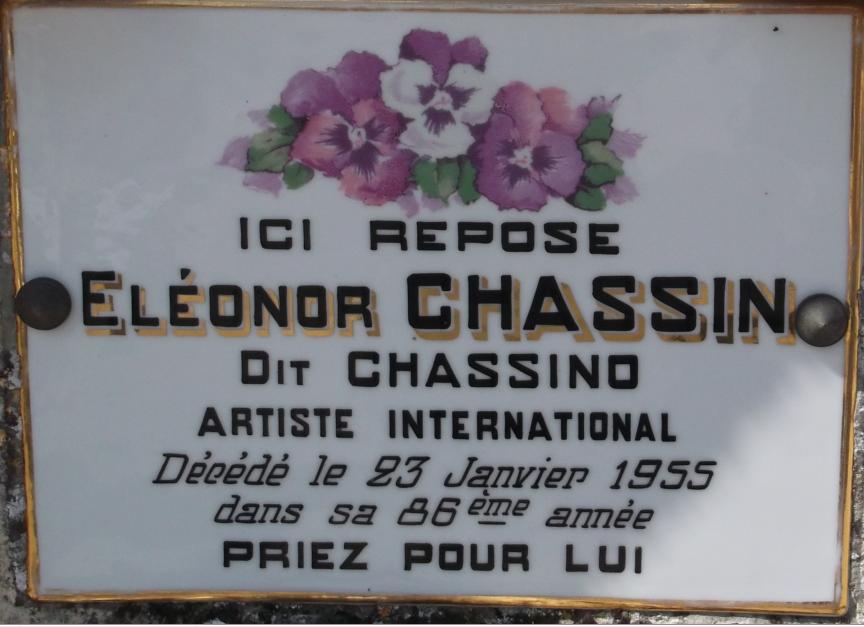 ICI REPOSE
ELÉONOR CHASSIN
DIT CHASSINO
ARTISTE INTERNATIONAL
Décédé le 23 Janvier 1955
dans sa 86ème année
PRIEZ POUR LUI